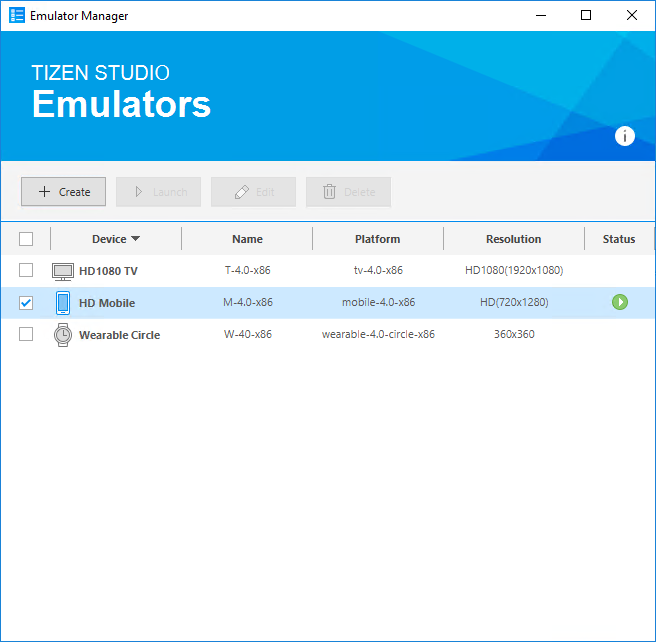 Emulator Manager
TIZEN STUDIO
Emulators
Create Launch Edit Delete
Device Name Platform Resolution Status
HD1080 TV T-4.0-x86 tv-4.0-x86 HD1080(1920x1080)
HD Mobile M-4.0-x86 mobile-4.0-x86 HD(720x1280)
Wearable Circle W-40-x86 wearable-4.0-circle-x86 360x360